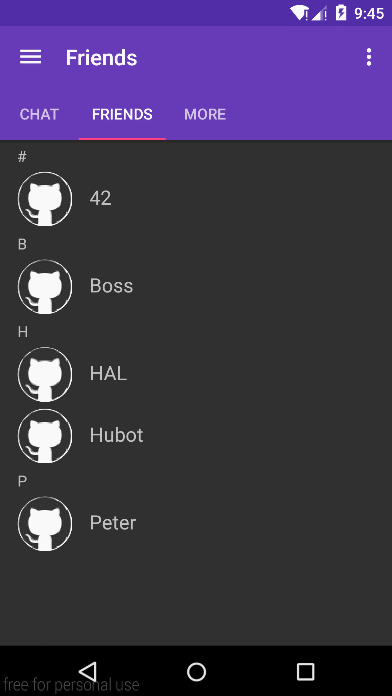 9:45
Friends
CHAT FRIENDS MORE
#
42
B
Boss
H
HAL
Hubot
P
Peter
free for personal use